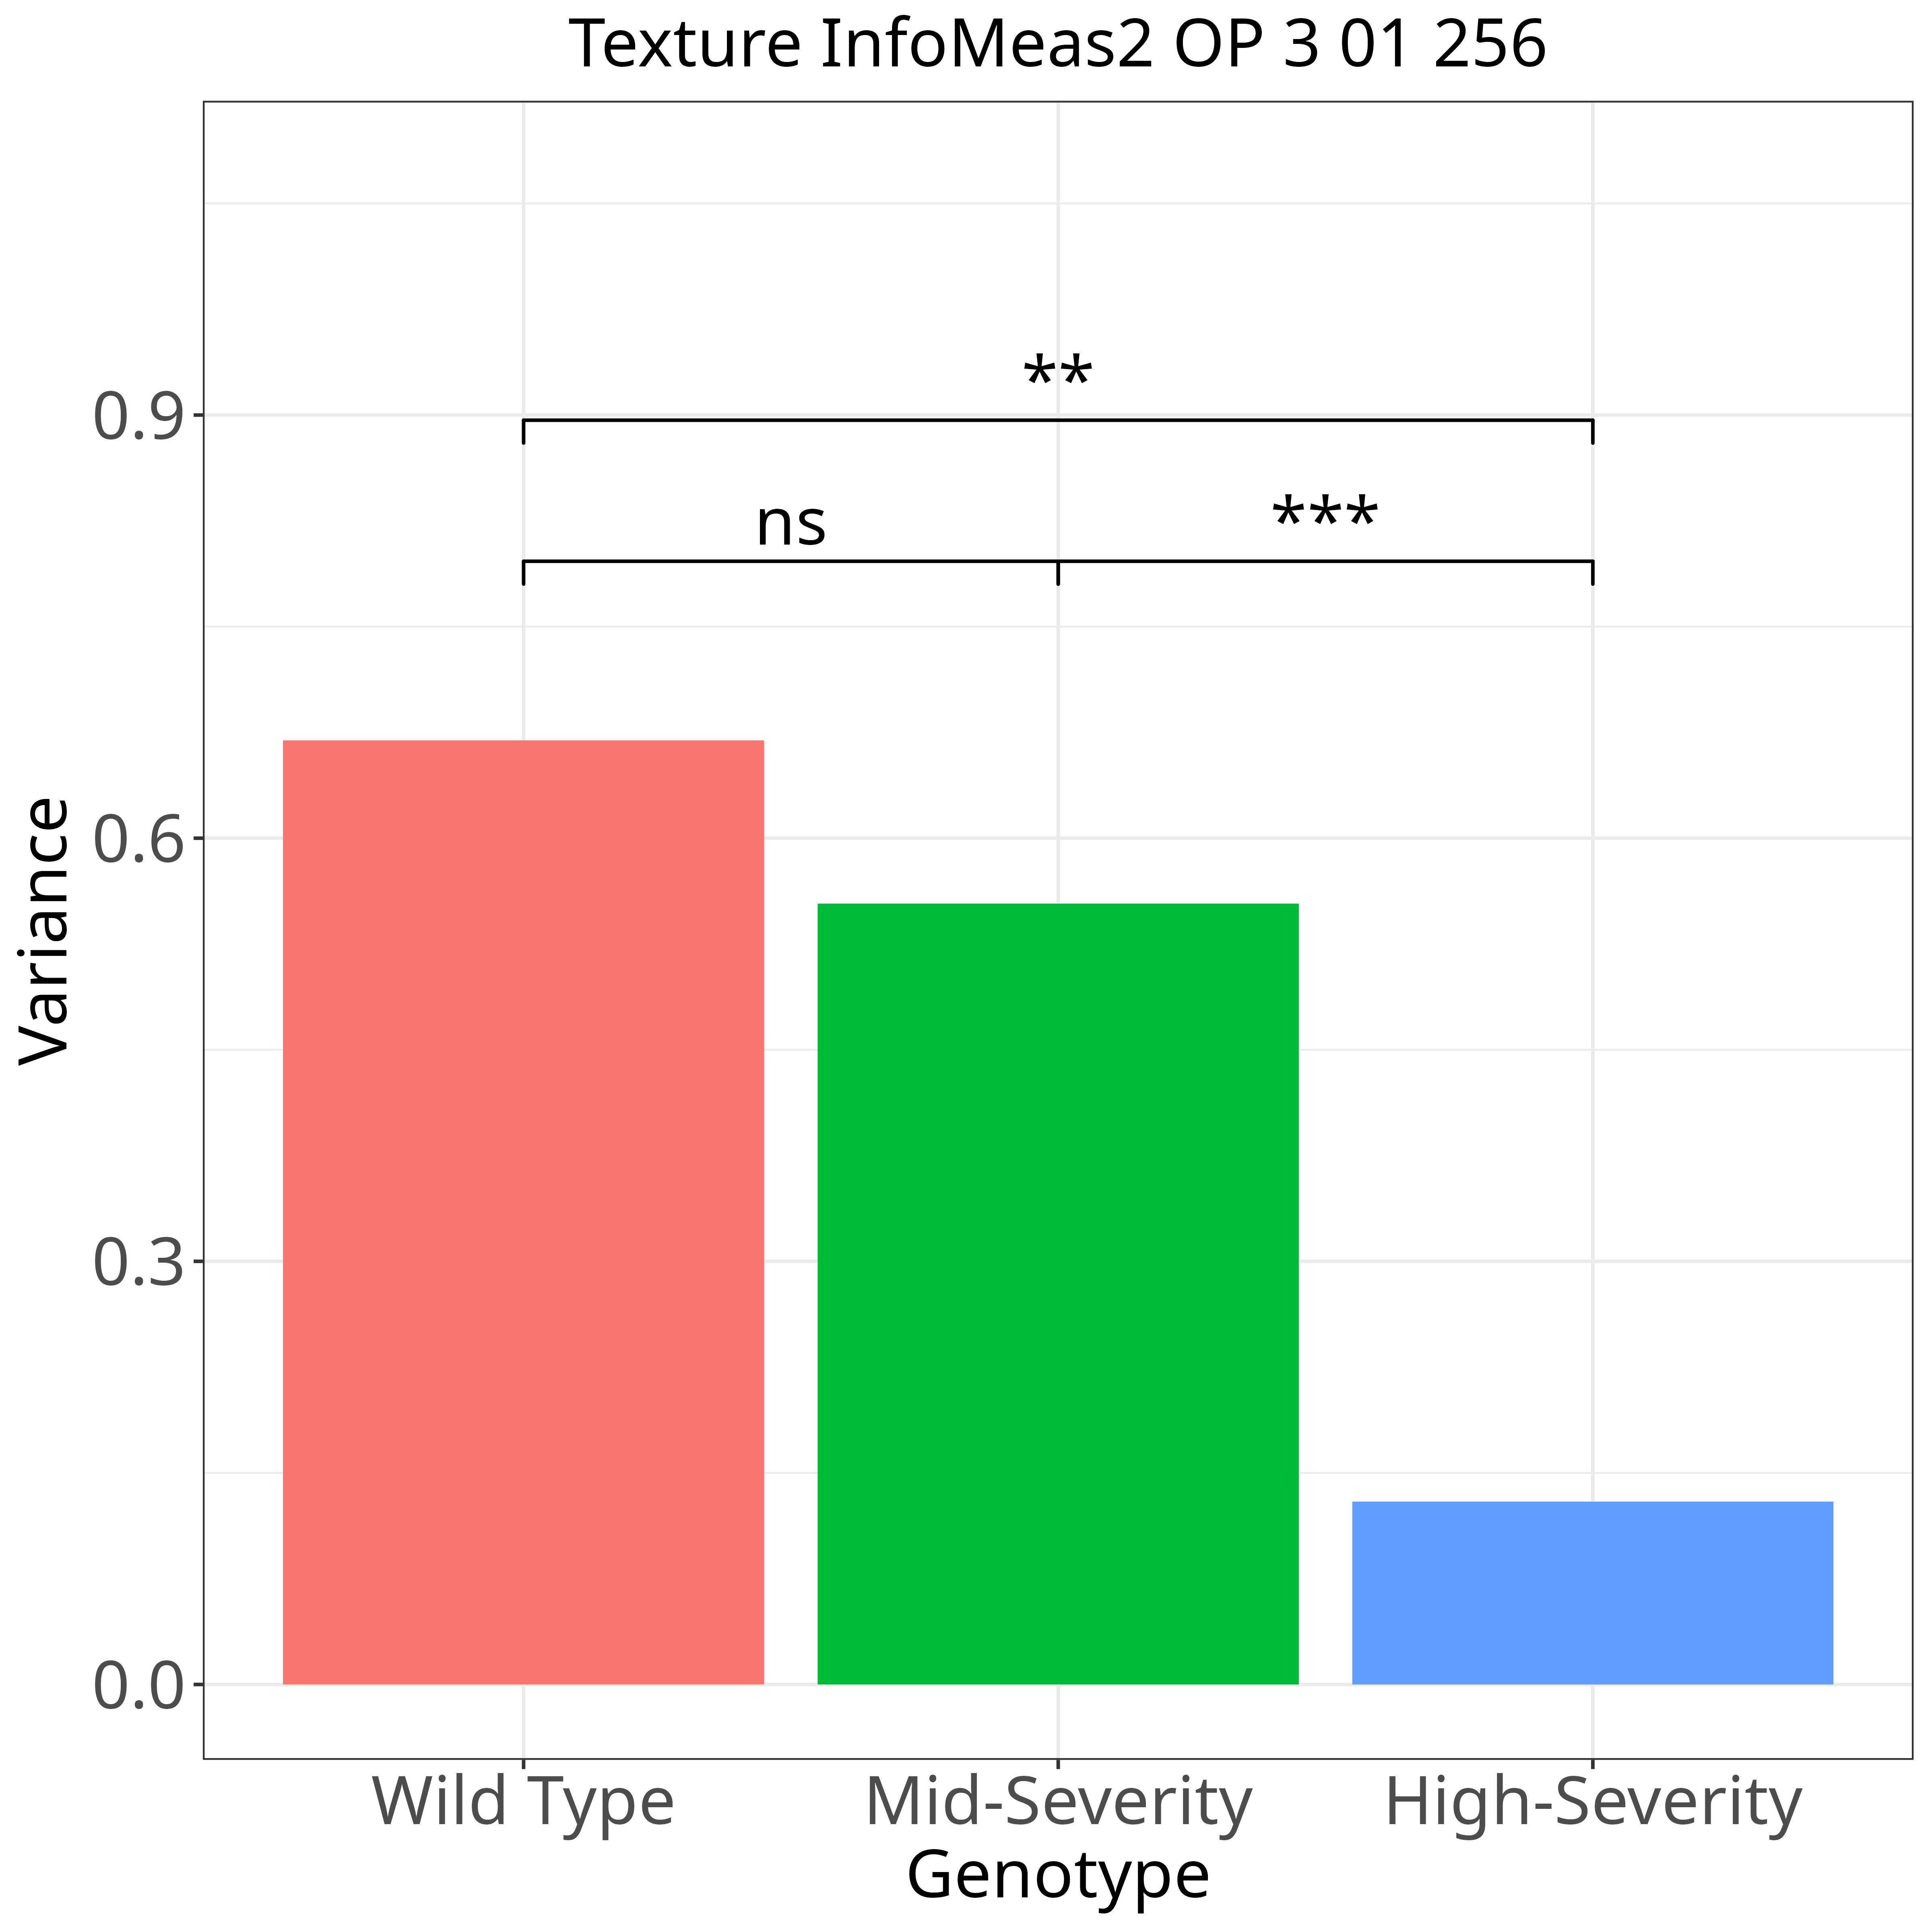 Texture InfoMeas2 OP 3 01 256
**
0.9
ns ***
0.6
0.3
0.0
Variance
Wild Type Mid-Severity High-Severity
Genotype